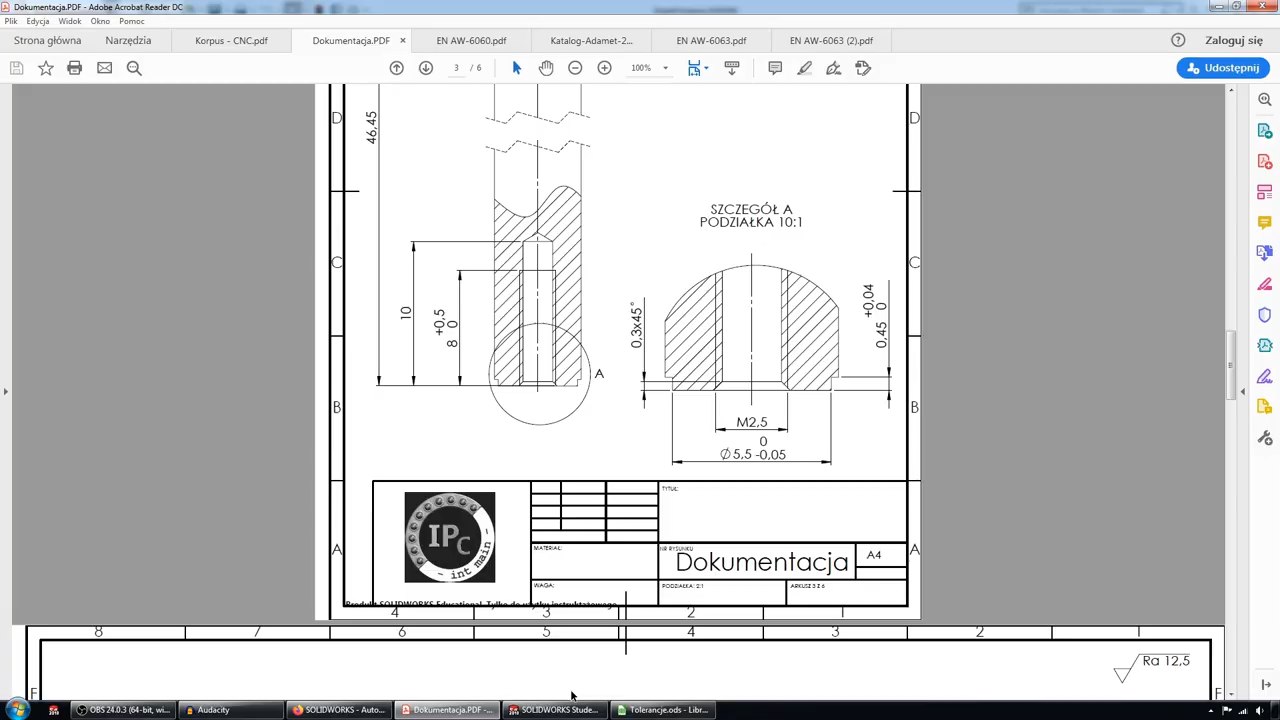 Dokumentacja.PDF - Adobe Acrobat Reader DC
Plik Edycja Widok Okno Pomoc
Strona główna Narzędzia Korpus - CNC.pdf Dokumentacja.PDF × EN AW-6060.pdf Katalog-Adamet-2... EN AW-6063.pdf EN AW-6063 (2).pdf Zaloguj się
3 / 6 100% Udostępnij
D D
46,45
SZCZEGÓŁ A
PODZIAŁKA 10:1
C C
10
+0,5
8 0
0,3x45°
+0,04
0,45 0
A
B B
M2,5
0
∅5,5 -0,05
TYTUŁ:
IPC
- int main -
MATERIAŁ:
NR RYSUNKU
Dokumentacja
A4
A A
WAGA:
PODZIAŁKA: 2:1
ARKUSZ 3 Z 6
Produkt SOLIDWORKS Educational. Tylko do użytku instruktażowego.
4 3 2 1
8 7 6 5 4 3 2 1
Ra 12,5
F F
OBS 24.0.3 (64-bit, wi... Audacity SOLIDWORKS - Auto... Dokumentacja.PDF -... SOLIDWORKS Stude... Tolerancje.ods - Libr...